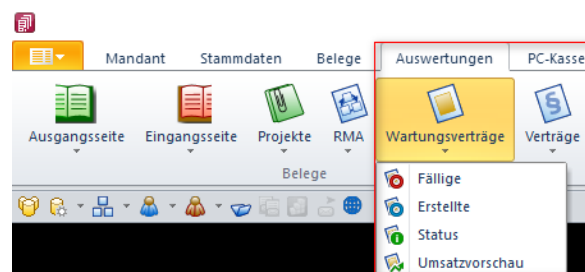 Mandant Stammdaten Belege Auswertungen PC-Kasse
Ausgangsseite Eingangsseite Projekte RMA Wartungsverträge Verträge
Belege
Fällige
Erstellte
Status
Umsatzvorschau